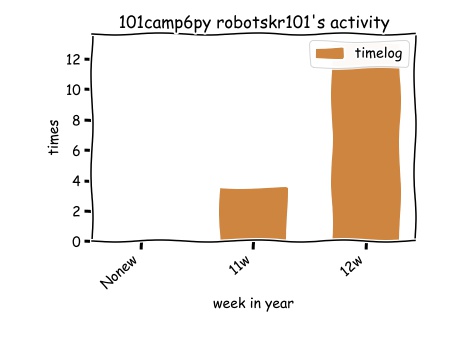 101camp6py robotskr101's activity
timelog
times
12
10
8
6
4
2
0
Nonew
11w
12w
week in year